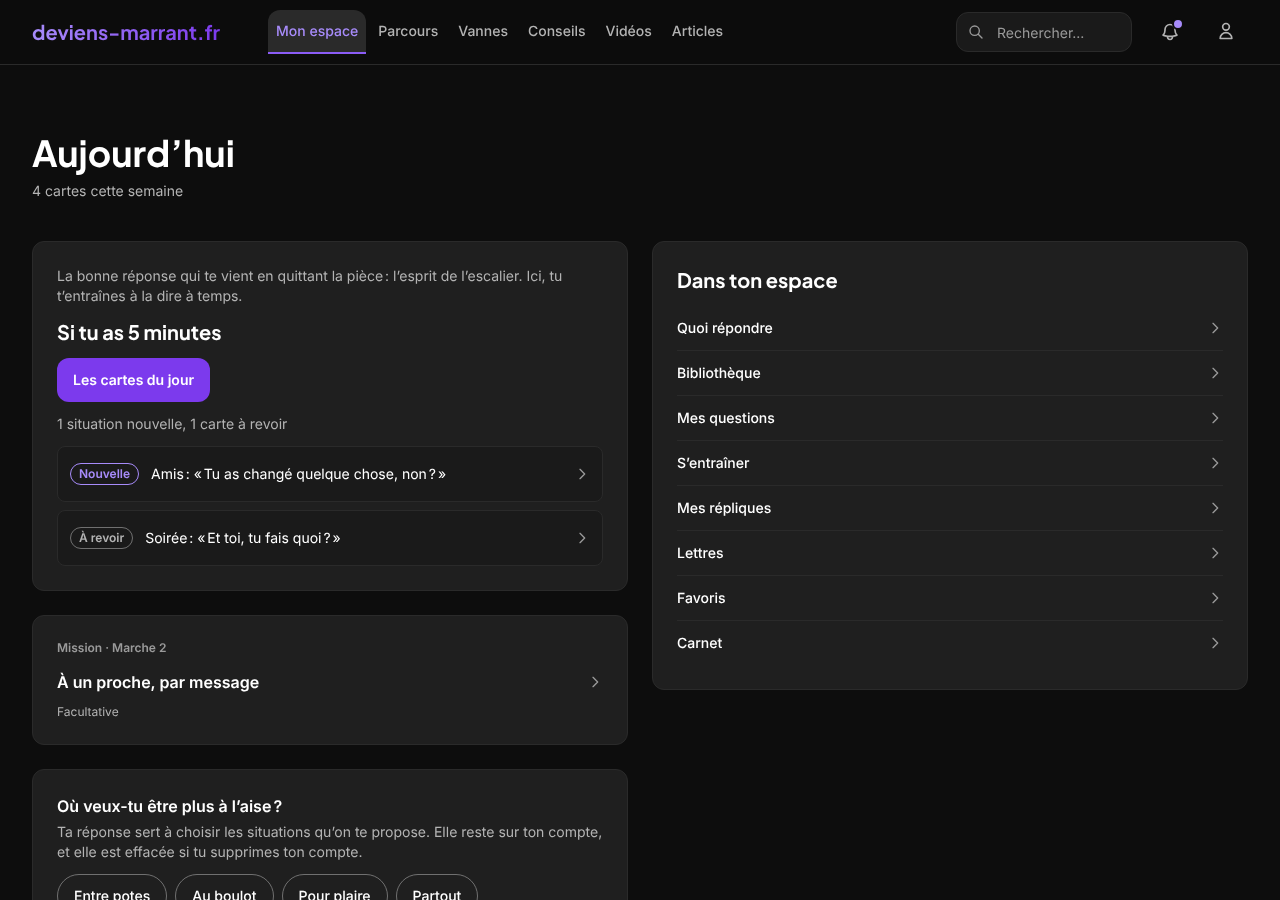 deviens-marrant.fr
Mon espace
Parcours
Vannes
Conseils
Vidéos
Articles
Rechercher...
Aujourd’hui
4 cartes cette semaine
La bonne réponse qui te vient en quittant la pièce : l’esprit de l’escalier. Ici, tu
t’entraînes à la dire à temps.
Si tu as 5 minutes
Les cartes du jour
1 situation nouvelle, 1 carte à revoir
Nouvelle
Amis : « Tu as changé quelque chose, non ? »
À revoir
Soirée : « Et toi, tu fais quoi ? »
Mission · Marche 2
À un proche, par message
Facultative
Où veux-tu être plus à l’aise ?
Ta réponse sert à choisir les situations qu’on te propose. Elle reste sur ton compte,
et elle est effacée si tu supprimes ton compte.
Entre potes
Au boulot
Pour plaire
Partout
Dans ton espace
Quoi répondre
Bibliothèque
Mes questions
S’entraîner
Mes répliques
Lettres
Favoris
Carnet